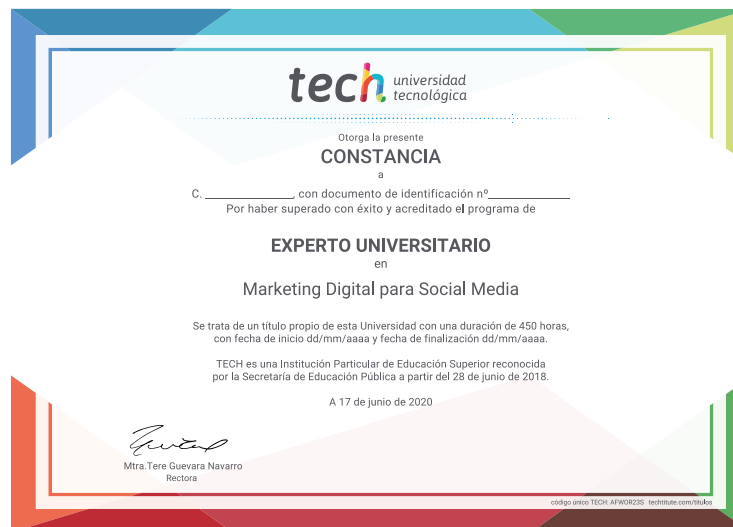 tech universidad
tecnológica
Otorga la presente
CONSTANCIA
a
C. ______________, con documento de identificación nº_____________
Por haber superado con éxito y acreditado el programa de
EXPERTO UNIVERSITARIO
en
Marketing Digital para Social Media
Se trata de un título propio de esta Universidad con una duración de 450 horas,
con fecha de inicio dd/mm/aaaa y fecha de finalización dd/mm/aaaa.
TECH es una Institución Particular de Educación Superior reconocida
por la Secretaría de Educación Pública a partir del 28 de junio de 2018.
A 17 de junio de 2020
Mtra.Tere Guevara Navarro
Rectora
código único TECH: AFWOR23S techtitute.com/titulos